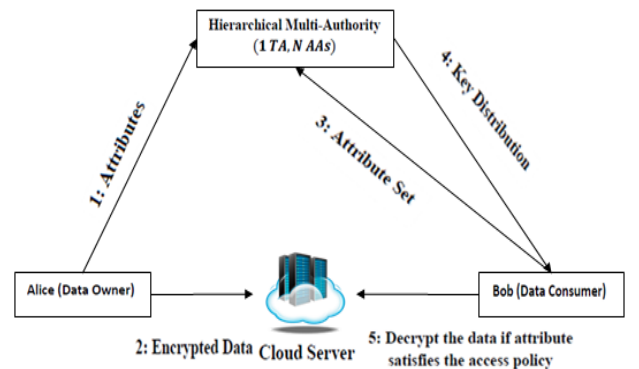 Hierarchical Multi-Authority
(1 TA, N AAs)
1: Attributes
3: Attribute Set
4: Key Distribution
Alice (Data Owner)
Bob (Data Consumer)
2: Encrypted Data
Cloud Server
5: Decrypt the data if attribute
satisfies the access policy